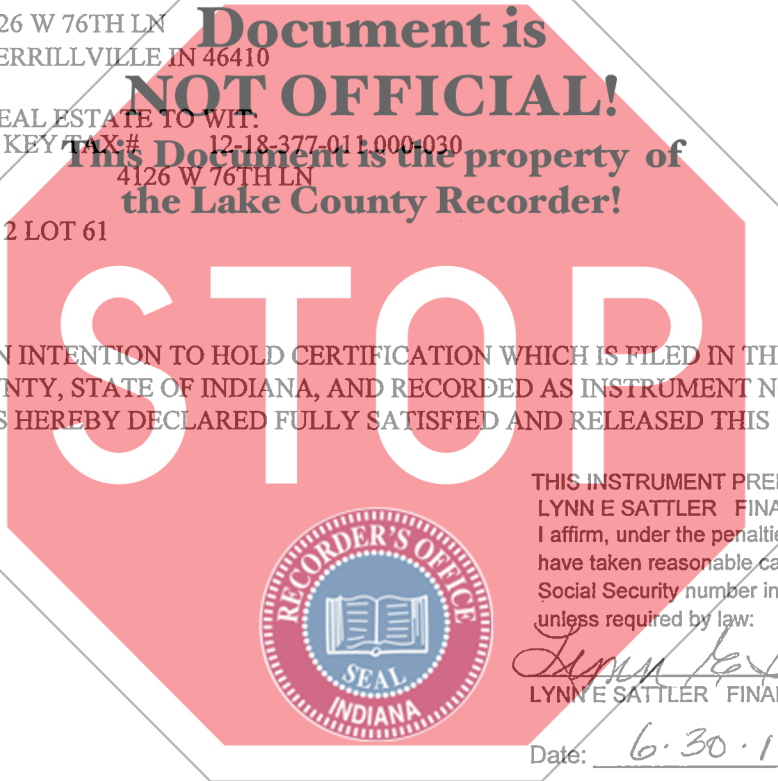 26 W 76TH LN
Document is
ERRILLVILLE IN 46410
NOT OFFICIAL!
EAL ESTATE TO WIT:
KEY TAX # 12-18-377-011.000-030
This Document is the property of
4126 W 76TH LN
the Lake County Recorder!
2 LOT 61
STOP
N INTENTION TO HOLD CERTIFICATION WHICH IS FILED IN TH
NTY, STATE OF INDIANA, AND RECORDED AS INSTRUMENT N
S HEREBY DECLARED FULLY SATISFIED AND RELEASED THIS
THIS INSTRUMENT PREI
LYNN E SATTLER FINA
I affirm, under the penaltie
have taken reasonable ca
Social Security number in
unless required by law:
RECORDER'S OFFICE
SEAL
INDIANA
Lynn E
LYNN E SATTLER FINA
Date: 6·30·1